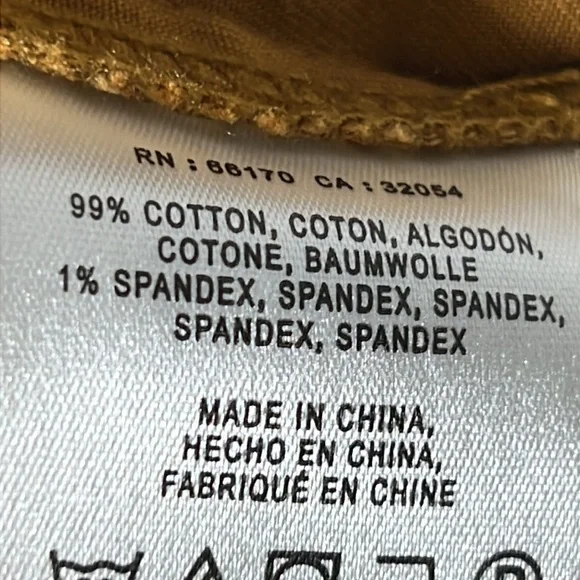 RN : 66170 CA : 32054
99% COTTON, COTON, ALGODÓN,
COTONE, BAUMWOLLE
1% SPANDEX, SPANDEX, SPANDEX,
SPANDEX, SPANDEX
MADE IN CHINA,
HECHO EN CHINA,
FABRIQUÉ EN CHINE